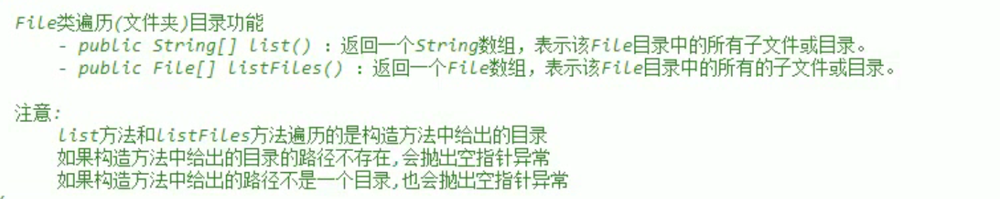 File类遍历(文件夹)目录功能
- public String[] list() ：返回一个String数组，表示该File目录中的所有子文件或目录。
- public File[] listFiles() ：返回一个File数组，表示该File目录中的所有的子文件或目录。
注意:
list方法和listFiles方法遍历的是构造方法中给出的目录
如果构造方法中给出的目录的路径不存在,会抛出空指针异常
如果构造方法中给出的路径不是一个目录,也会抛出空指针异常